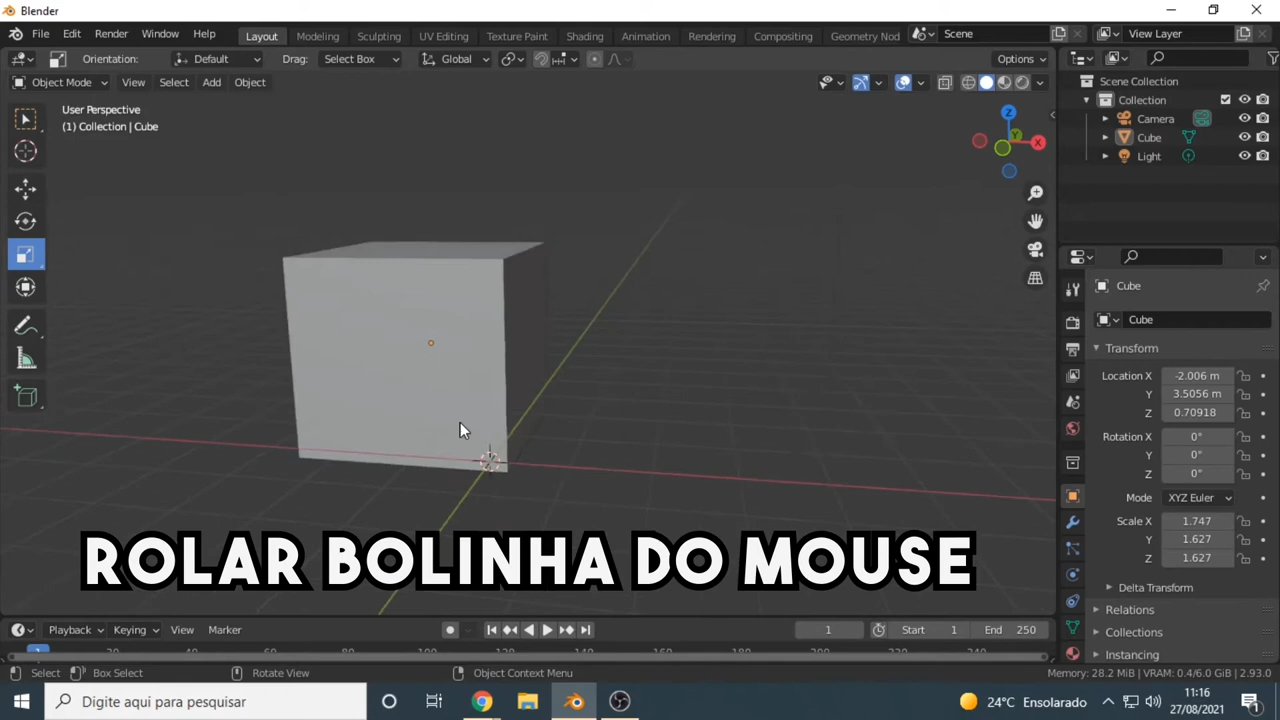 Blender
File Edit Render Window Help Layout Modeling Sculpting UV Editing Texture Paint Shading Animation Rendering Compositing Geometry Nod Scene View Layer
Orientation: Default Drag: Select Box Global Options
Object Mode View Select Add Object
User Perspective
(1) Collection | Cube
Z
Y
X
Scene Collection
Collection
Camera
Cube
Light
Cube
Cube
Transform
Location X -2.006 m
Y 3.5056 m
Z 0.70918
Rotation X 0°
Y 0°
Z 0°
Mode XYZ Euler
Scale X 1.747
Y 1.627
Z 1.627
Delta Transform
Relations
Collections
Instancing
ROLAR BOLINHA DO MOUSE
Playback Keying View Marker 1 Start 1 End 250
Select Box Select Rotate View Object Context Menu Memory: 28.2 MiB | VRAM: 0.4/6.0 GiB | 2.93.0
Digite aqui para pesquisar 24°C Ensolarado 11:16
27/08/2021